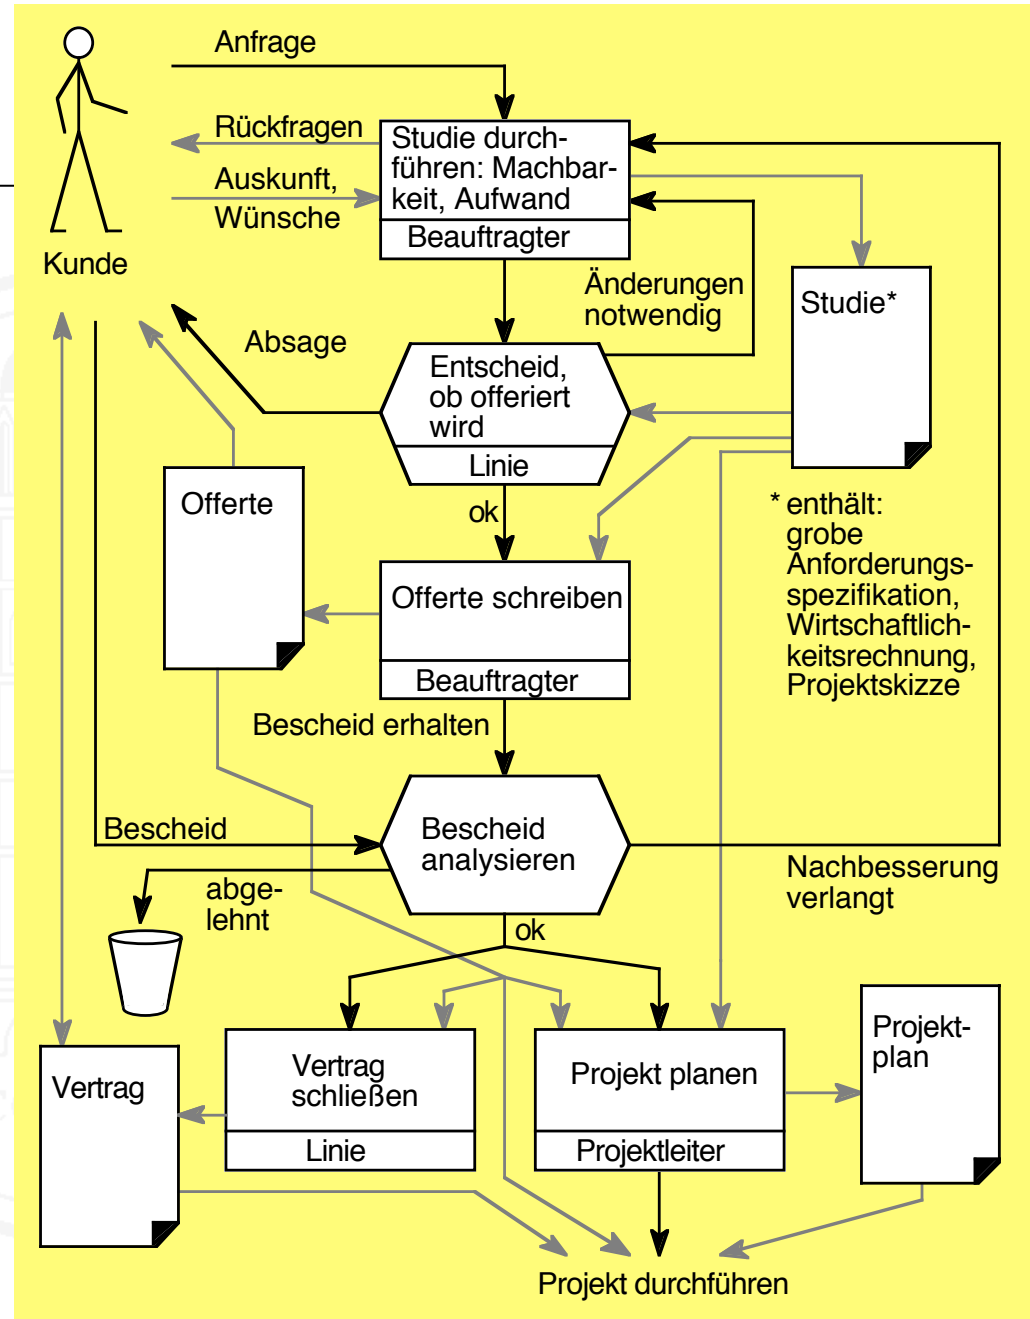 Anfrage
Rückfragen
Auskunft,
Wünsche
Kunde
Studie durch-
führen: Machbar-
keit, Aufwand
Beauftragter
Änderungen
notwendig
Studie*
Absage
Entscheid,
ob offeriert
wird
Linie
ok
* enthält:
grobe
Anforderungs-
spezifikation,
Wirtschaftlich-
keitsrechnung,
Projektskizze
Offerte
Offerte schreiben
Beauftragter
Bescheid erhalten
Bescheid
Bescheid
analysieren
Nachbesserung
verlangt
abge-
lehnt
ok
Vertrag
Vertrag
schließen
Linie
Projekt planen
Projektleiter
Projekt-
plan
Projekt durchführen